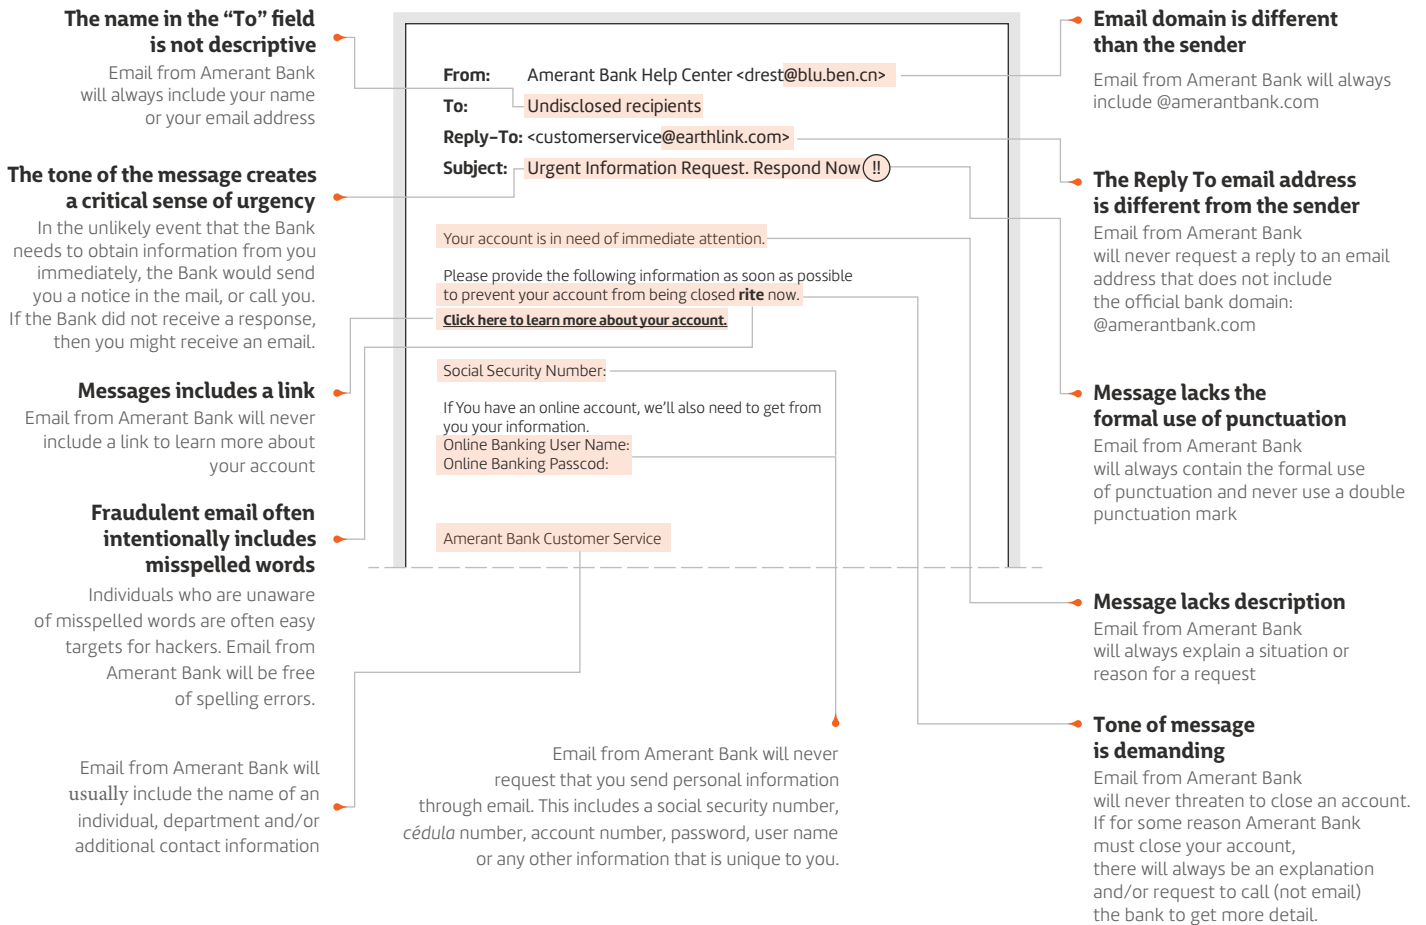 The name in the “To” field
is not descriptive
Email from Amerant Bank
will always include your name
or your email address
The tone of the message creates
a critical sense of urgency
In the unlikely event that the Bank
needs to obtain information from you
immediately, the Bank would send
you a notice in the mail, or call you.
If the Bank did not receive a response,
then you might receive an email.
Messages includes a link
Email from Amerant Bank will never
include a link to learn more about
your account
Fraudulent email often
intentionally includes
misspelled words
Individuals who are unaware
of misspelled words are often easy
targets for hackers. Email from
Amerant Bank will be free
of spelling errors.
Email from Amerant Bank will
usually include the name of an
individual, department and/or
additional contact information
From: Amerant Bank Help Center <drest@blu.ben.cn>
To: Undisclosed recipients
Reply-To: <customerservice@earthlink.com>
Subject: Urgent Information Request. Respond Now !!
Your account is in need of immediate attention.
Please provide the following information as soon as possible
to prevent your account from being closed rite now.
Click here to learn more about your account.
Social Security Number:
If You have an online account, we’ll also need to get from
you your information.
Online Banking User Name:
Online Banking Passcod:
Amerant Bank Customer Service
Email from Amerant Bank will never
request that you send personal information
through email. This includes a social security number,
cédula number, account number, password, user name
or any other information that is unique to you.
Email domain is different
than the sender
Email from Amerant Bank will always
include @amerantbank.com
The Reply To email address
is different from the sender
Email from Amerant Bank
will never request a reply to an email
address that does not include
the official bank domain:
@amerantbank.com
Message lacks the
formal use of punctuation
Email from Amerant Bank
will always contain the formal use
of punctuation and never use a double
punctuation mark
Message lacks description
Email from Amerant Bank
will always explain a situation or
reason for a request
Tone of message
is demanding
Email from Amerant Bank
will never threaten to close an account.
If for some reason Amerant Bank
must close your account,
there will always be an explanation
and/or request to call (not email)
the bank to get more detail.